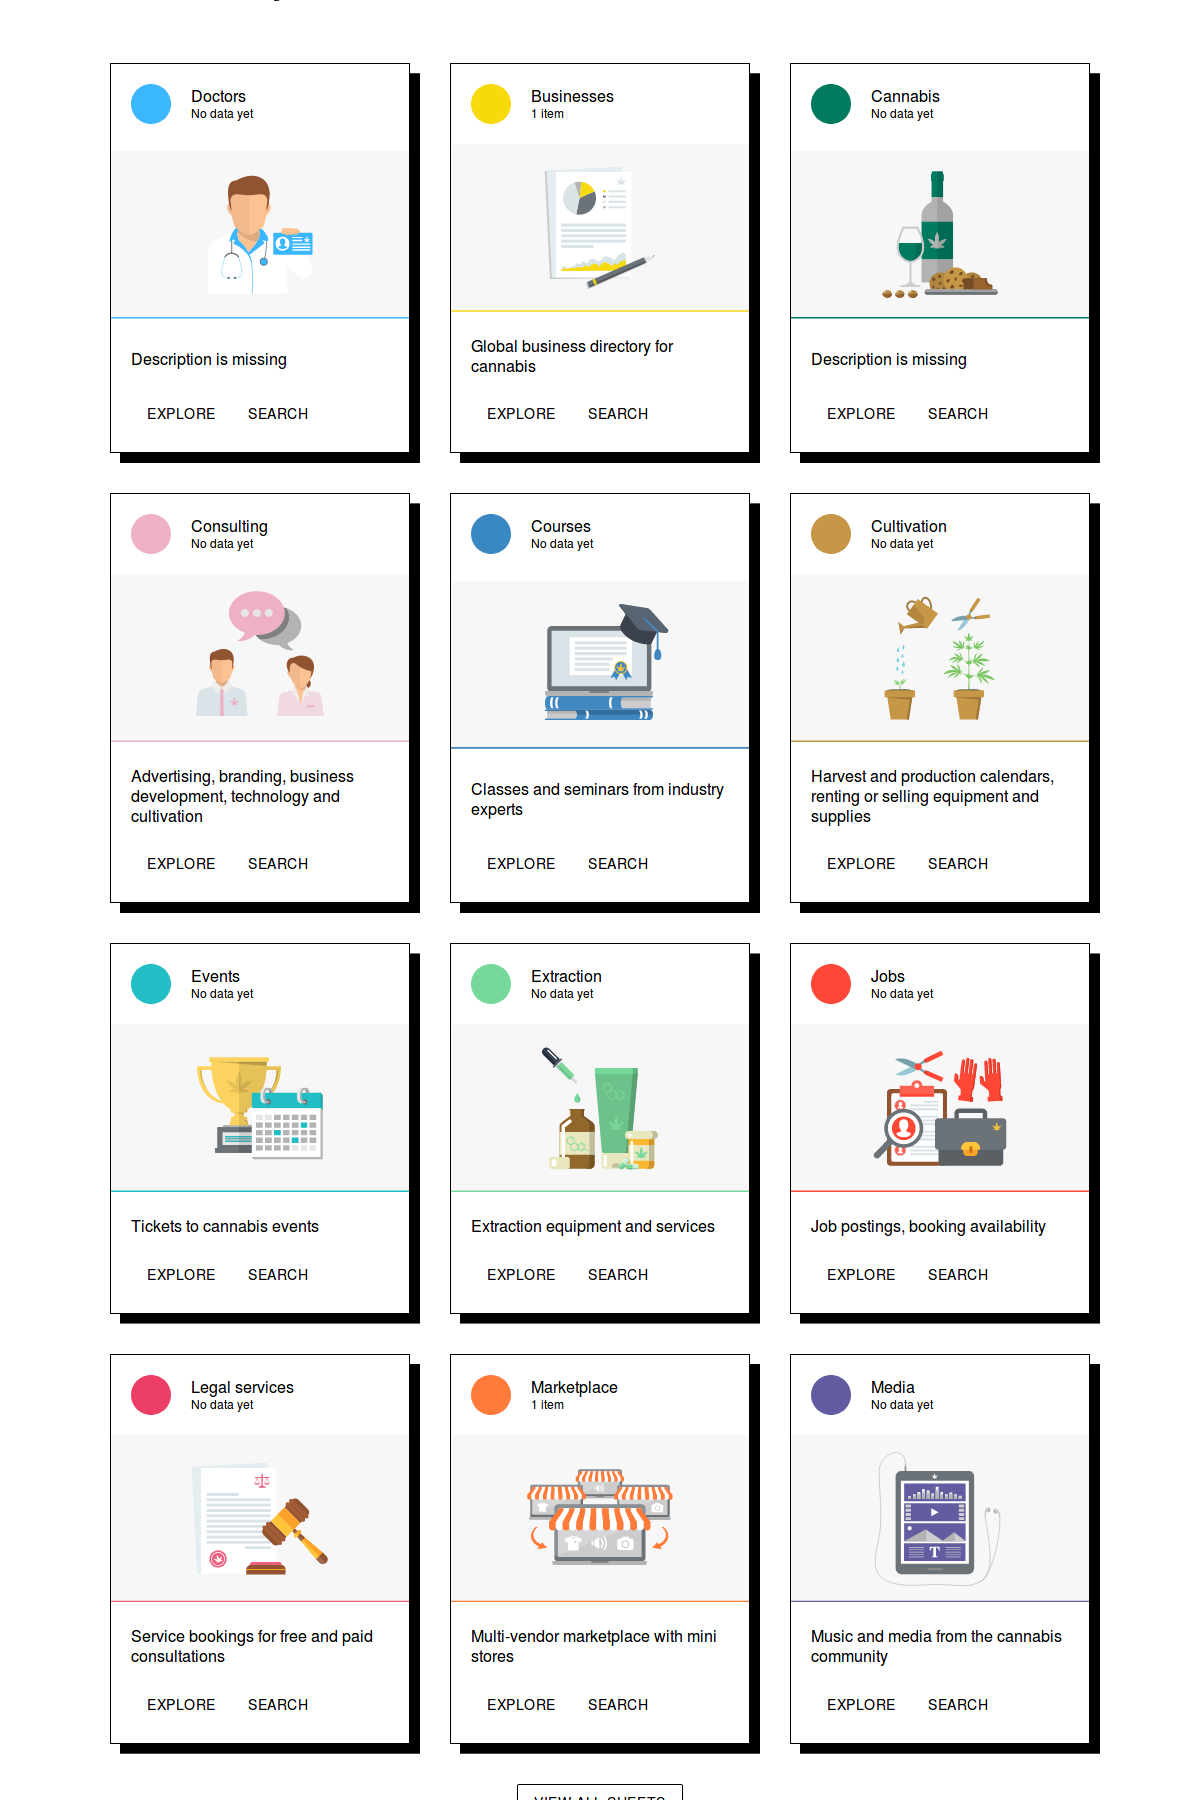 Doctors
No data yet
Description is missing
EXPLORE SEARCH
Businesses
1 item
Global business directory for
cannabis
EXPLORE SEARCH
Cannabis
No data yet
Description is missing
EXPLORE SEARCH
Consulting
No data yet
Advertising, branding, business
development, technology and
cultivation
EXPLORE SEARCH
Courses
No data yet
Classes and seminars from industry
experts
EXPLORE SEARCH
Cultivation
No data yet
Harvest and production calendars,
renting or selling equipment and
supplies
EXPLORE SEARCH
Events
No data yet
Tickets to cannabis events
EXPLORE SEARCH
Extraction
No data yet
Extraction equipment and services
EXPLORE SEARCH
Jobs
No data yet
Job postings, booking availability
EXPLORE SEARCH
Legal services
No data yet
Service bookings for free and paid
consultations
EXPLORE SEARCH
Marketplace
1 item
Multi-vendor marketplace with mini
stores
EXPLORE SEARCH
Media
No data yet
T
Music and media from the cannabis
community
EXPLORE SEARCH
VIEW ALL SHEETS